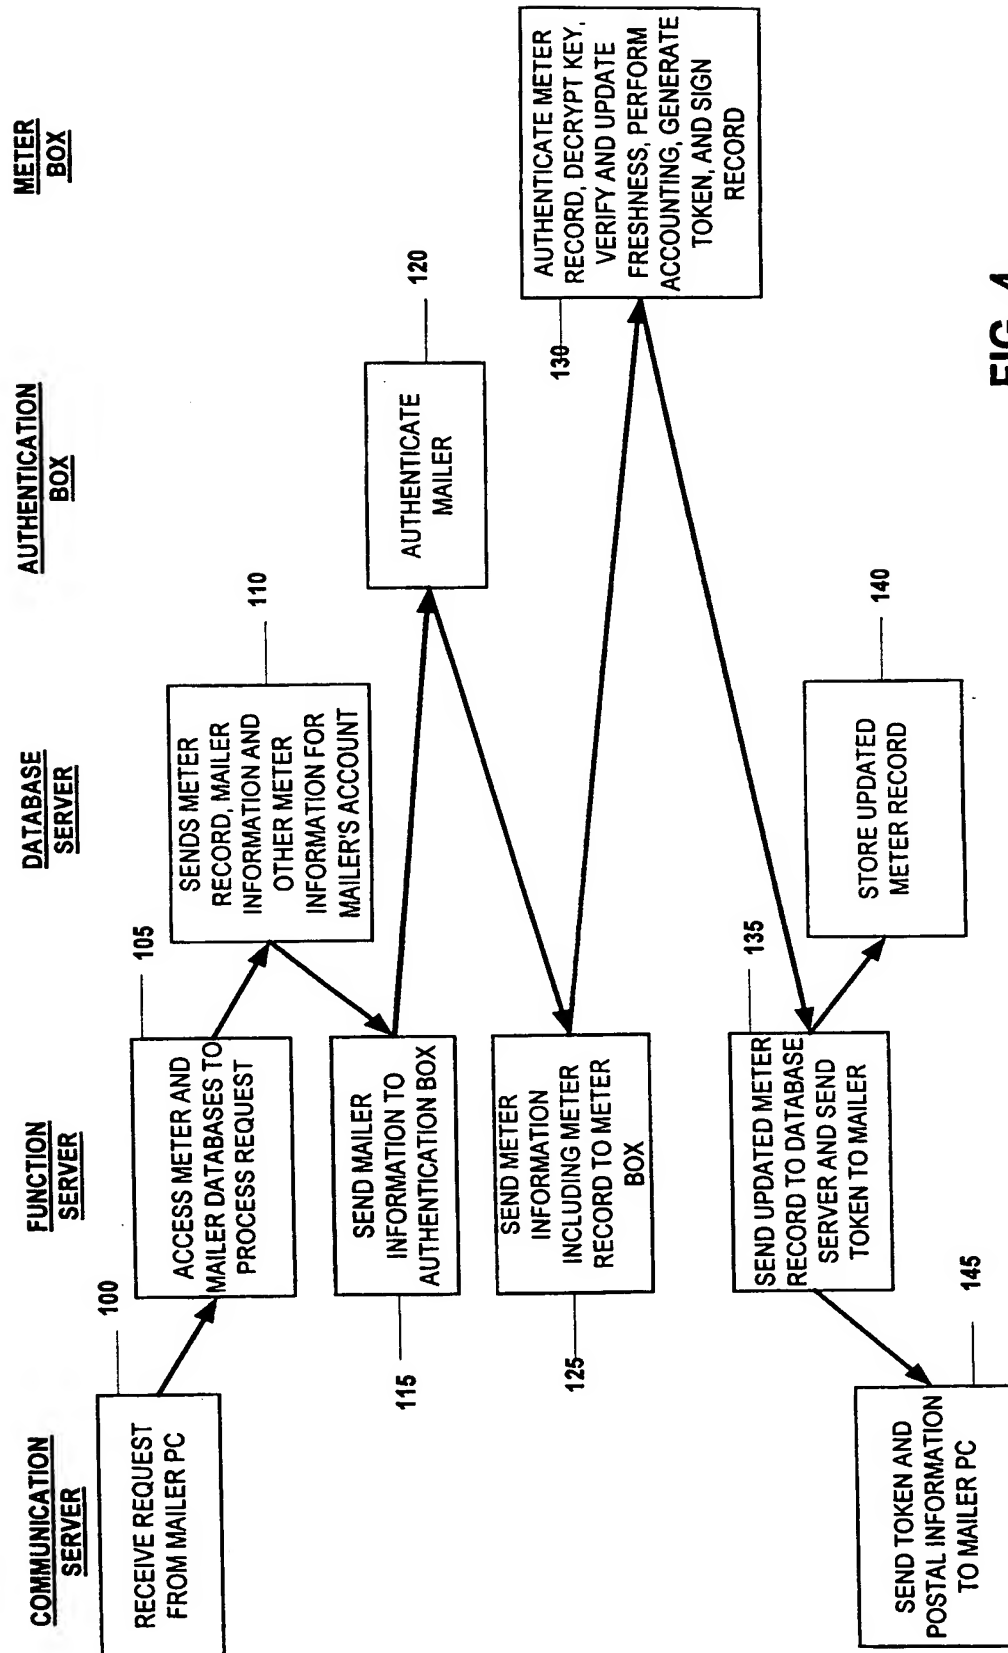 COMMUNICATION
SERVER
FUNCTION
SERVER
DATABASE
SERVER
AUTHENTICATION
BOX
METER
BOX
100
RECEIVE REQUEST
FROM MAILER PC
105
ACCESS METER AND
MAILER DATABASES TO
PROCESS REQUEST
110
SENDS METER
RECORD, MAILER
INFORMATION AND
OTHER METER
INFORMATION FOR
MAILER'S ACCOUNT
115
SEND MAILER
INFORMATION TO
AUTHENTICATION BOX
120
AUTHENTICATE
MAILER
125
SEND METER
INFORMATION
INCLUDING METER
RECORD TO METER
BOX
130
AUTHENTICATE METER
RECORD, DECRYPT KEY,
VERIFY AND UPDATE
FRESHNESS, PERFORM
ACCOUNTING, GENERATE
TOKEN, AND SIGN
RECORD
135
SEND UPDATED METER
RECORD TO DATABASE
SERVER AND SEND
TOKEN TO MAILER
140
STORE UPDATED
METER RECORD
145
SEND TOKEN AND
POSTAL INFORMATION
TO MAILER PC
FIG. 4